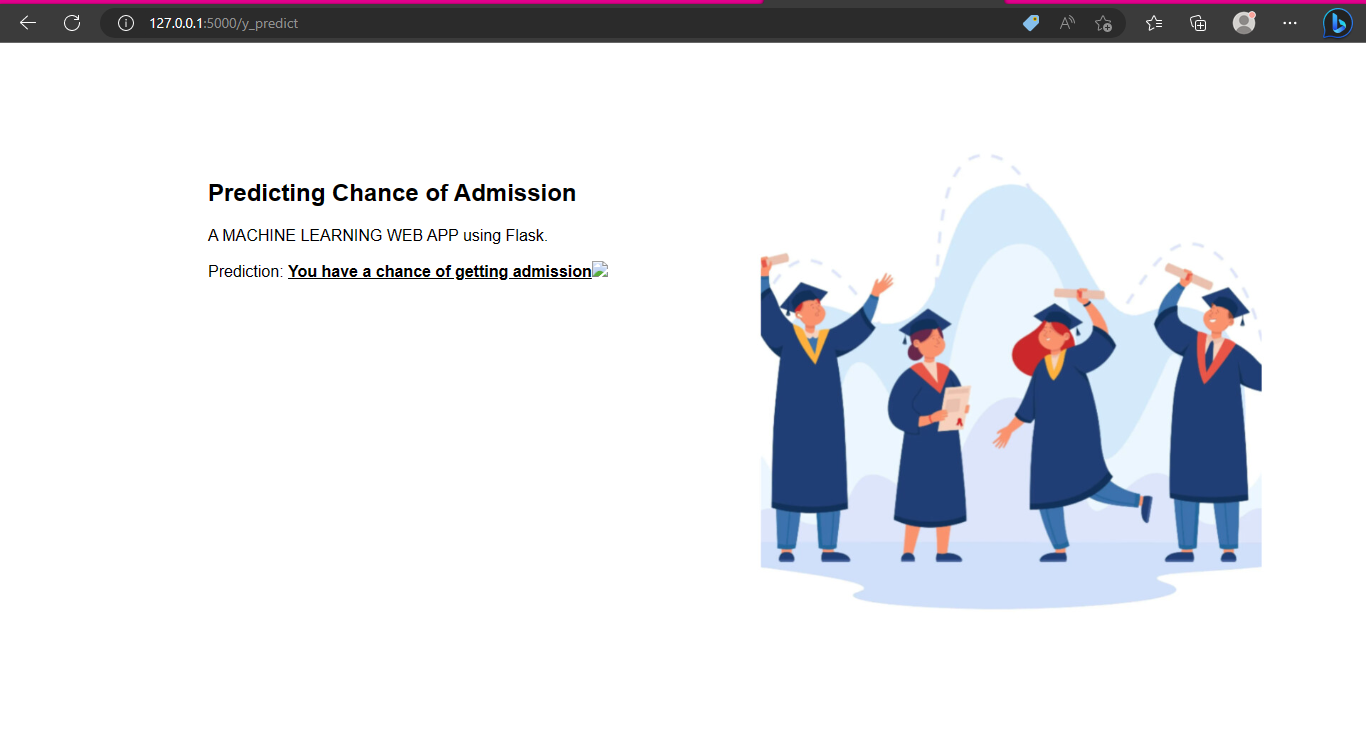 127.0.0.1:5000/y_predict
Predicting Chance of Admission
A MACHINE LEARNING WEB APP using Flask.
Prediction: You have a chance of getting admission